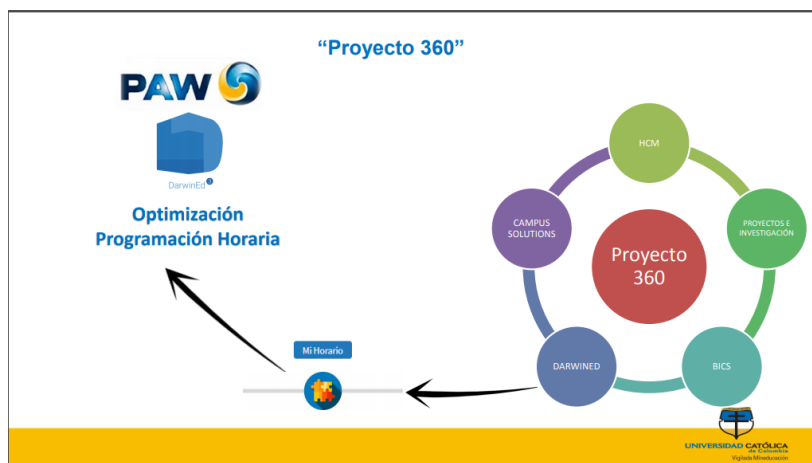 “Proyecto 360”
PAW
DarwinEd
Optimización
Programación Horaria
Mi Horario
HCM
PROYECTOS E
INVESTIGACIÓN
BICS
DARWINED
CAMPUS
SOLUTIONS
Proyecto
360
UNIVERSIDAD CATÓLICA
de Colombia
Vigilada Mineducación